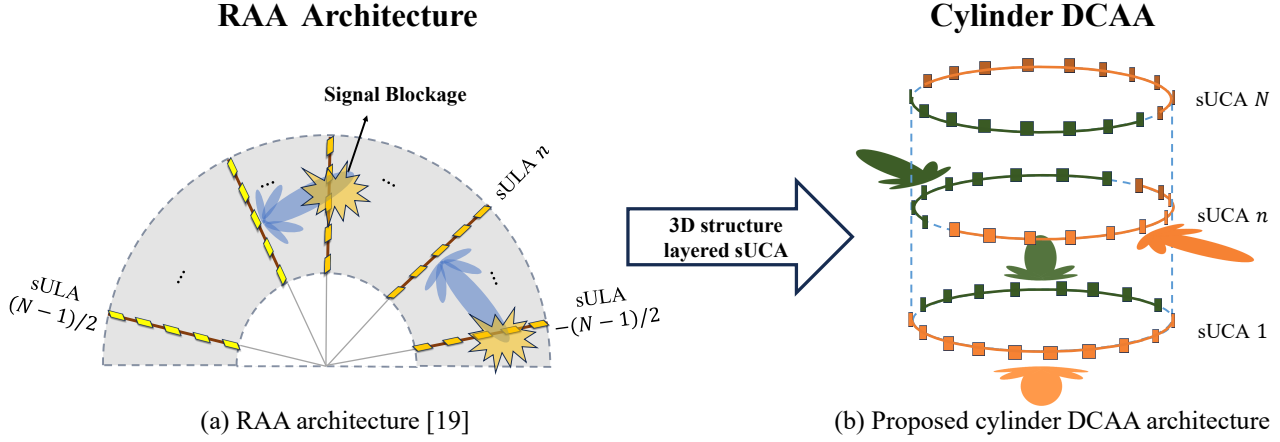 RAA Architecture
Cylinder DCAA
Signal Blockage
...
...
sULA n
...
...
sULA
(N − 1)/2
sULA
−(N − 1)/2
3D structure
layered sUCA
sUCA N
sUCA n
sUCA 1
(a) RAA architecture [19]
(b) Proposed cylinder DCAA architecture